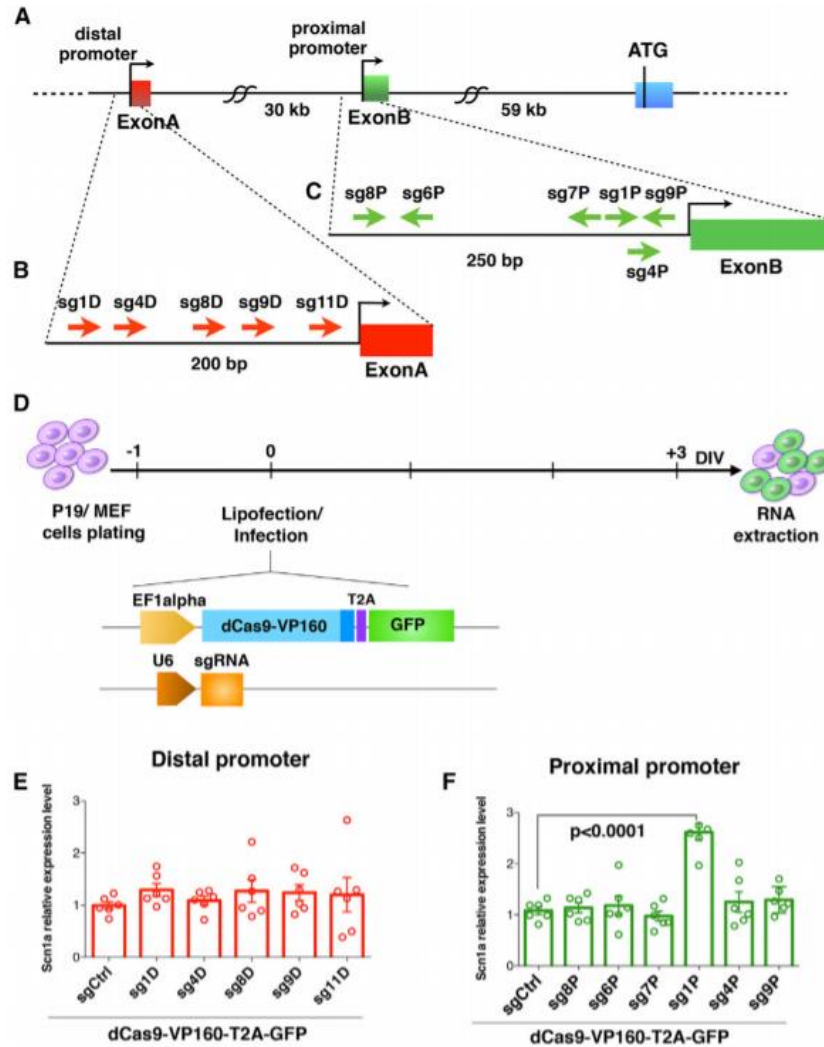 A
distal
promoter
proximal
promoter
ATG
30 kb
59 kb
ExonA
ExonB
C
sg8P sg6P sg7P sg1P sg9P
sg4P
250 bp
ExonB
B
sg1D sg4D sg8D sg9D sg11D
200 bp
ExonA
D
-1 0 +3 DIV
P19/ MEF
cells plating
Lipofection/
Infection
RNA
extraction
EF1alpha T2A
dCas9-VP160 GFP
U6 sgRNA
E
Distal promoter
Scn1a relative expression level
3
2
1
0
sgCtrl sg1D sg4D sg8D sg9D sg11D
dCas9-VP160-T2A-GFP
F
Proximal promoter
Scn1a relative expression level
3
2
1
0
p<0.0001
sgCtrl sg8P sg6P sg7P sg1P sg4P sg9P
dCas9-VP160-T2A-GFP